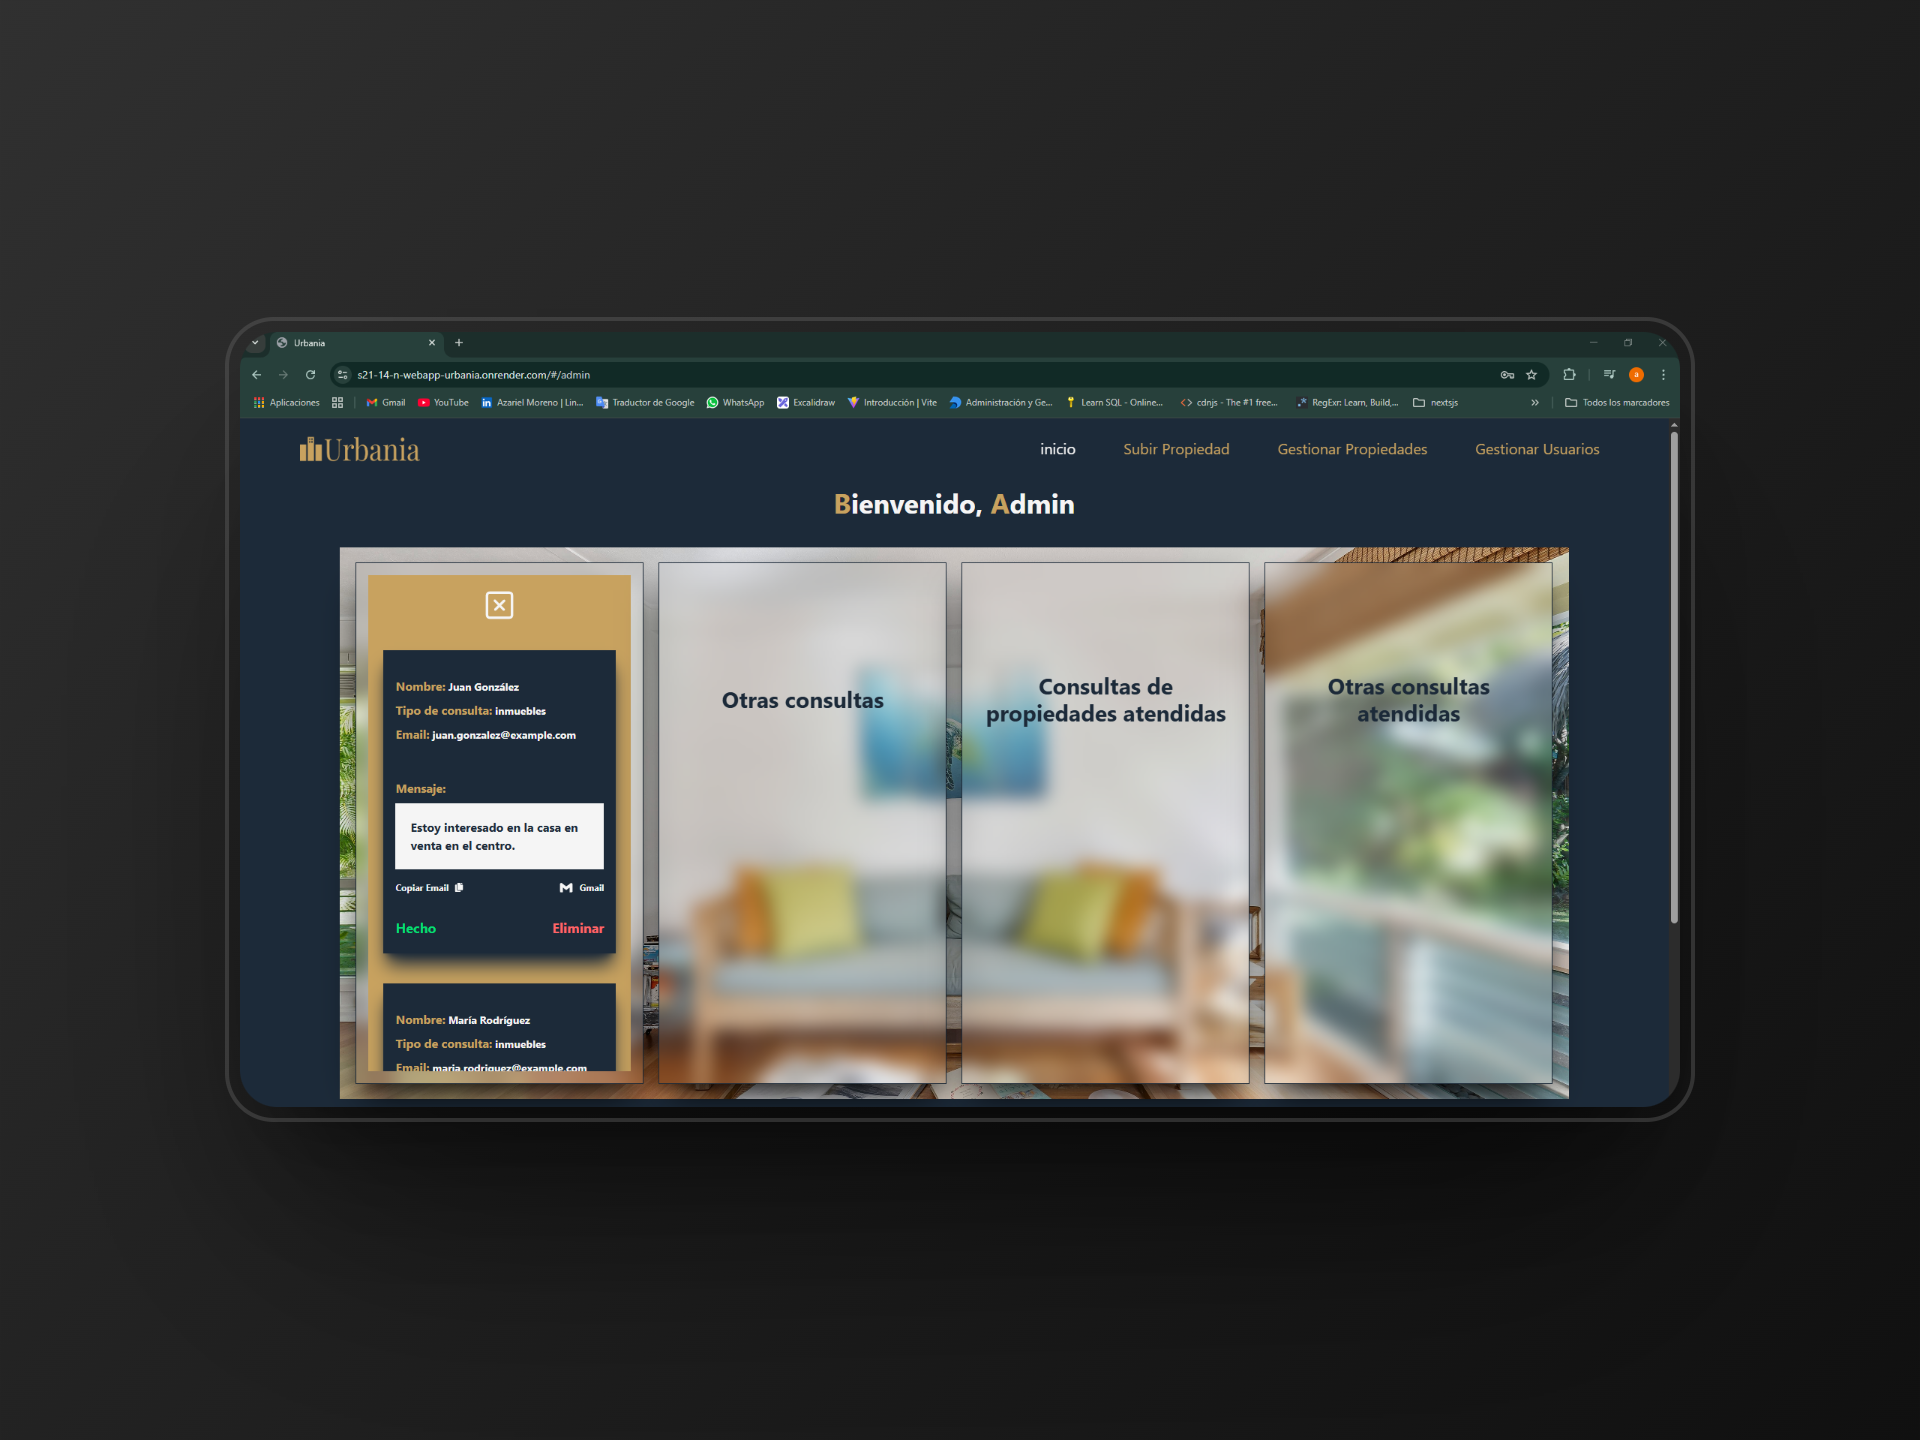 Urbania
s21-14-n-webapp-urbania.onrender.com/#/admin
a
Aplicaciones
Gmail
YouTube
Azariel Moreno | Lin...
Traductor de Google
WhatsApp
Excalidraw
Introducción | Vite
Administración y Ge...
Learn SQL - Online...
cdnjs - The #1 free...
RegExr: Learn, Build,...
nextsjs
Todos los marcadores
Urbania
inicio
Subir Propiedad
Gestionar Propiedades
Gestionar Usuarios
Bienvenido, Admin
Nombre: Juan González
Tipo de consulta: inmuebles
Email: juan.gonzalez@example.com
Mensaje:
Estoy interesado en la casa en
venta en el centro.
Copiar Email
Gmail
Hecho
Eliminar
Nombre: María Rodríguez
Tipo de consulta: inmuebles
Email: maria.rodriguez@example.com
Otras consultas
Consultas de
propiedades atendidas
Otras consultas
atendidas